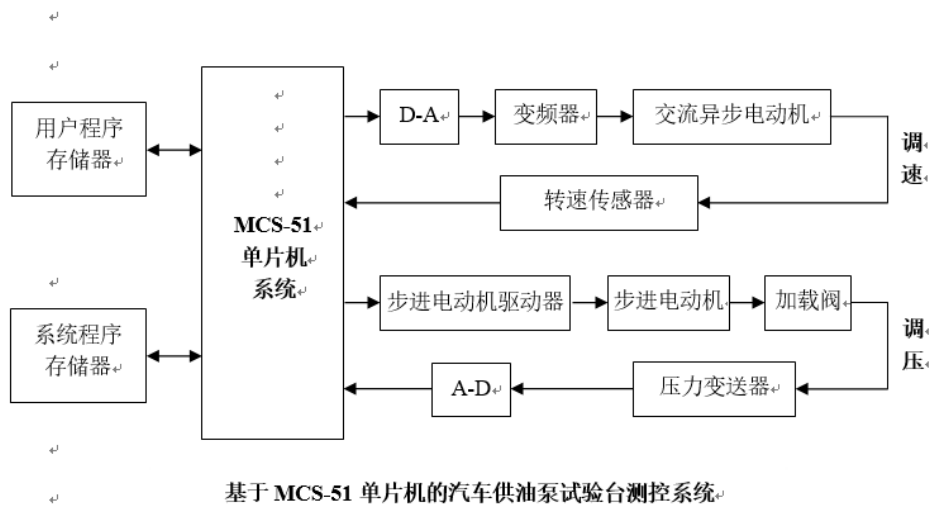 用户程序
存储器
系统程序
存储器
MCS-51
单片机
系统
D-A
变频器
交流异步电动机
调
速
转速传感器
步进电动机驱动器
步进电动机
加载阀
调
压
A-D
压力变送器
基于 MCS-51 单片机的汽车供油泵试验台测控系统